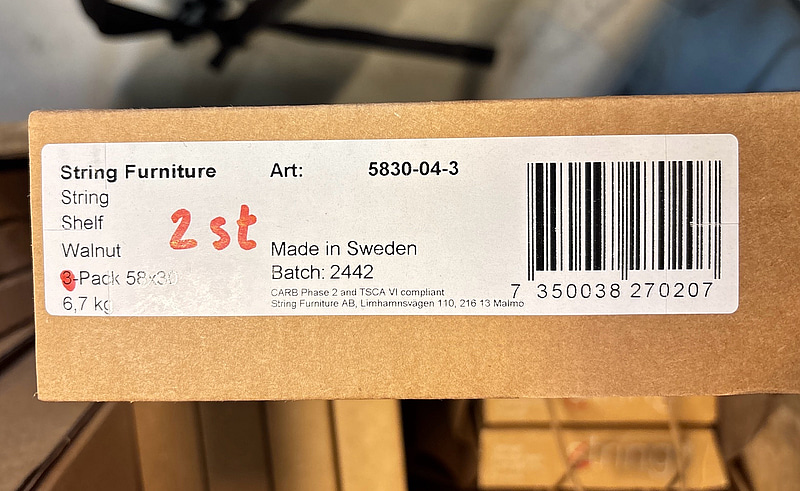 String Furniture Art: 5830-04-3
String
Shelf
Walnut
2 st
3-Pack 58x30
6,7 kg
Made in Sweden
Batch: 2442
CARB Phase 2 and TSCA VI compliant
String Furniture AB, Limhamnsvägen 110, 216 13 Malmö
7 350038 270207